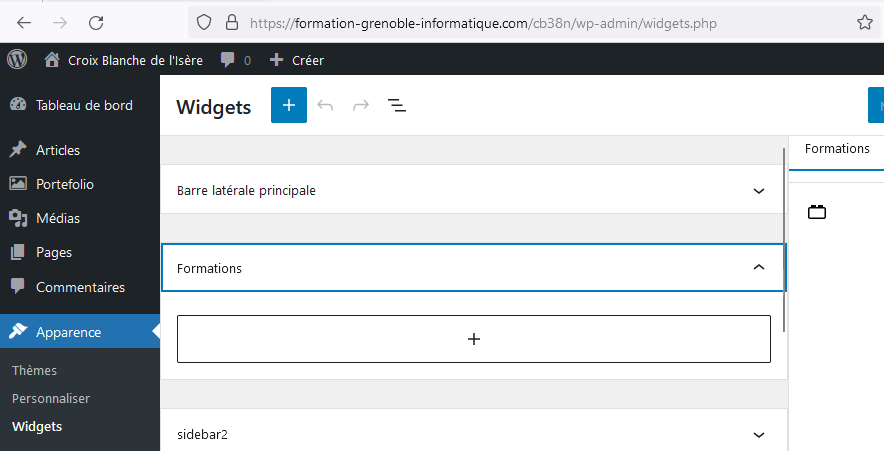 https://formation-grenoble-informatique.com/cb38n/wp-admin/widgets.php
Croix Blanche de l'Isère 0 Créer
Tableau de bord
Articles
Portefolio
Médias
Pages
Commentaires
Apparence
Thèmes
Personnaliser
Widgets
Widgets
Barre latérale principale
Formations
sidebar2
Formations